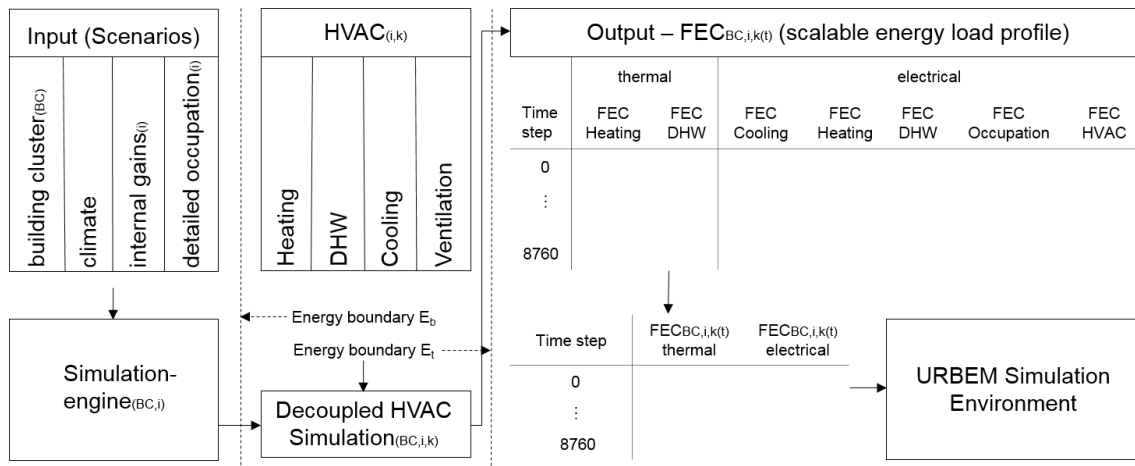 Input (Scenarios)
building cluster(BC)
climate
internal gains(i)
detailed occupation(i)
Simulation-
engine(BC,i)
HVAC(i,k)
Heating
DHW
Cooling
Ventilation
Energy boundary Eb
Energy boundary Et
Decoupled HVAC
Simulation(BC,i,k)
Output – FECBC,i,k(t) (scalable energy load profile)
thermal electrical
Time step FEC Heating FEC DHW FEC Cooling FEC Heating FEC DHW FEC Occupation FEC HVAC
0
⋮
8760
Time step FECBC,i,k(t) thermal FECBC,i,k(t) electrical
0
⋮
8760
URBEM Simulation
Environment